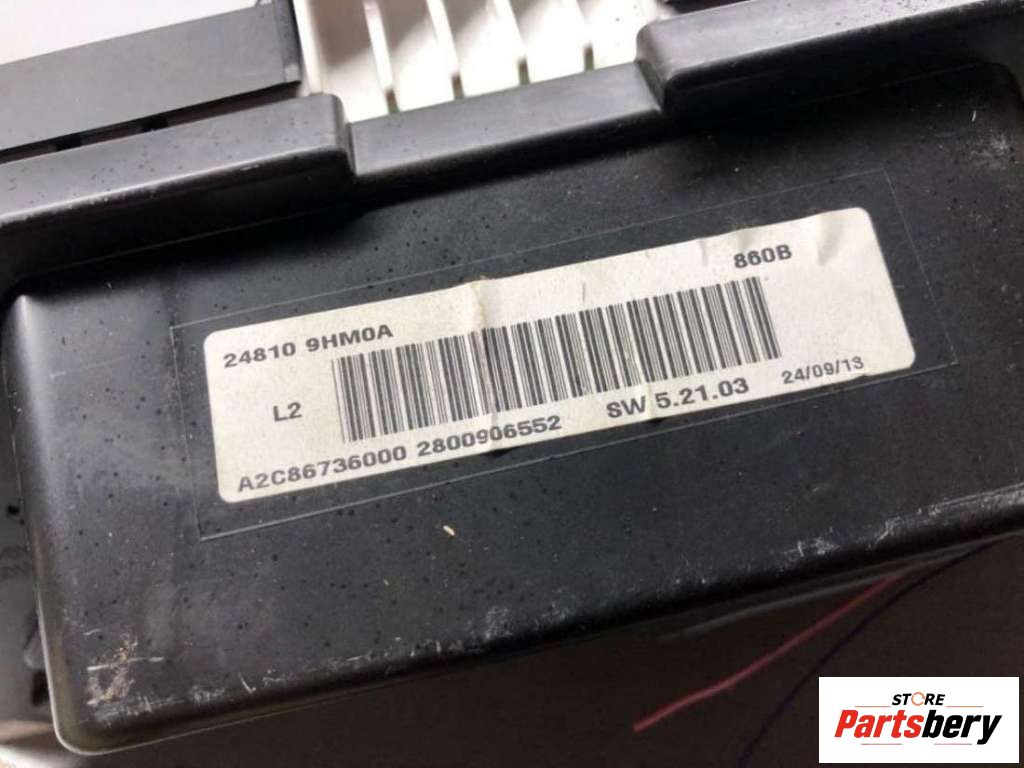 860B
24810 9HM0A
L2
24/09/13
A2C86736000 2800906552 SW 5.21.03
STORE
Partsbery